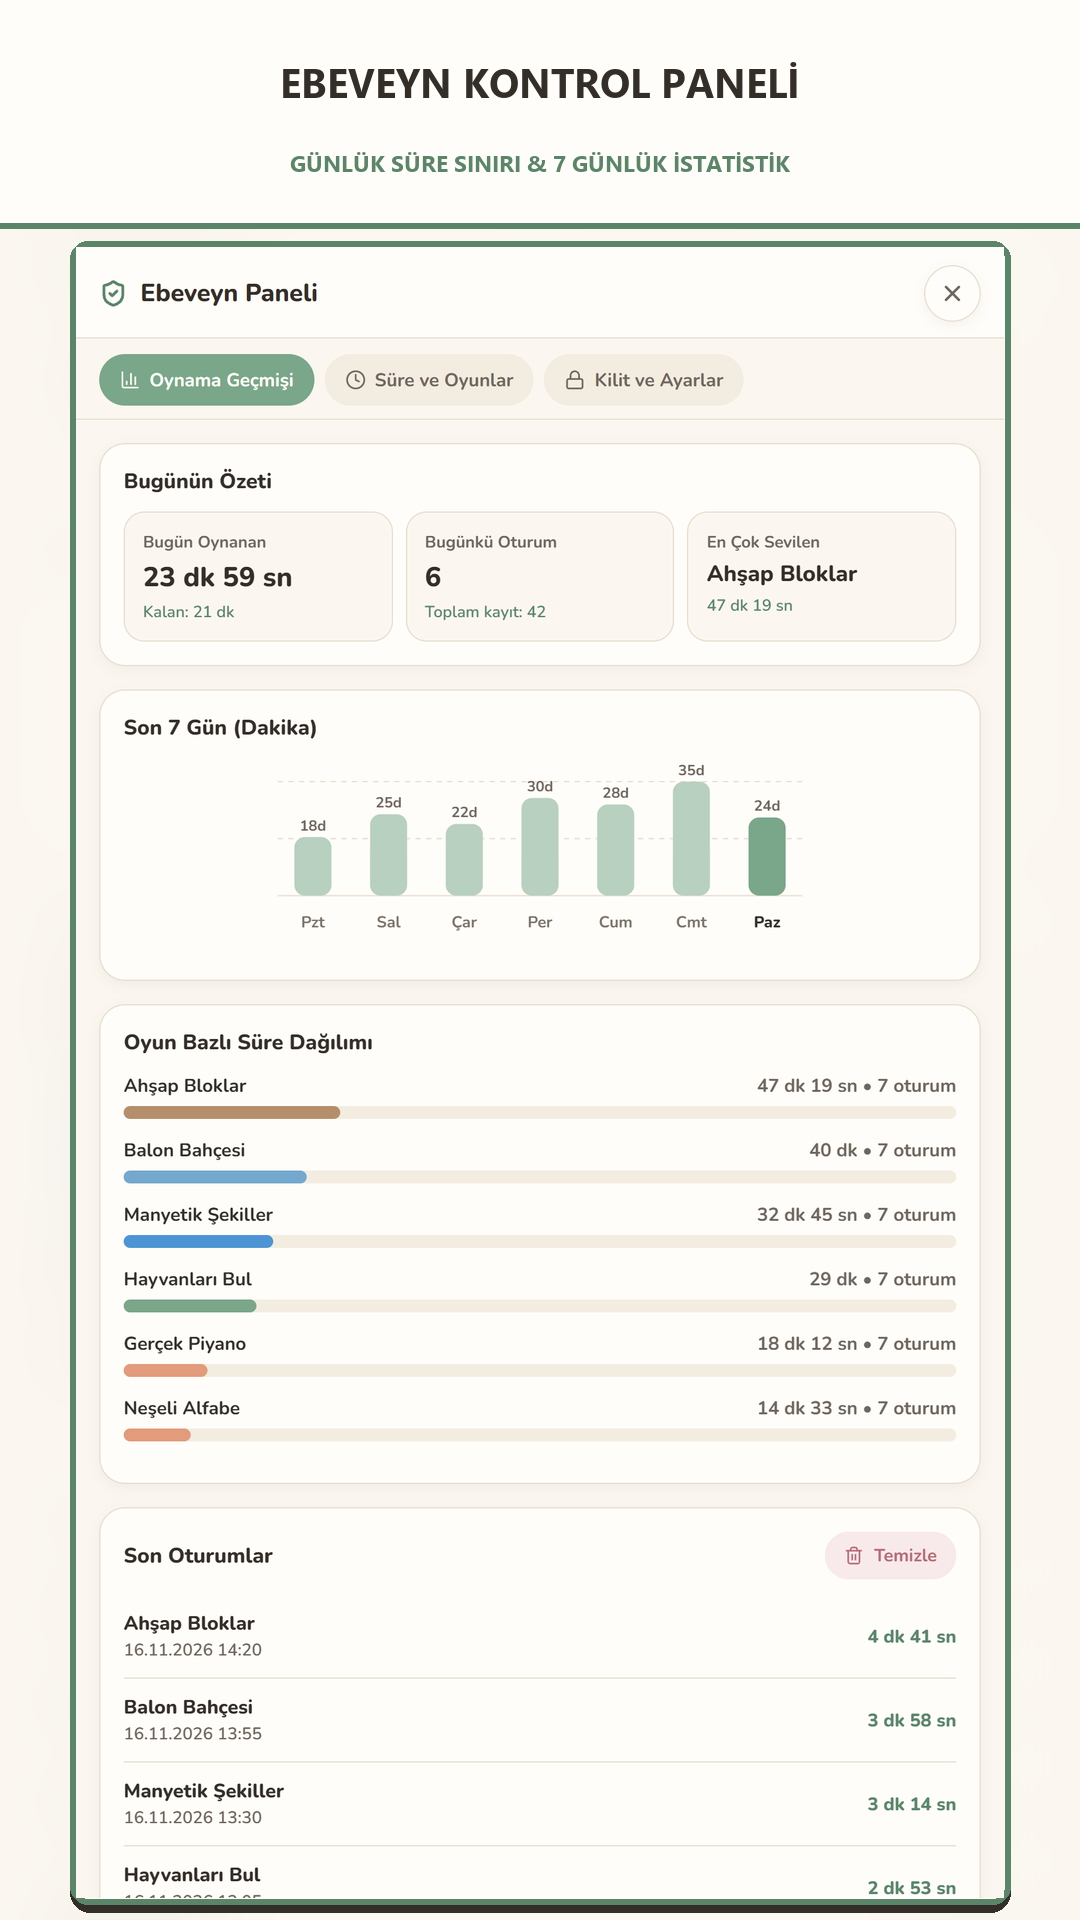 EBEVEYN KONTROL PANELİ
GÜNLÜK SÜRE SINIRI & 7 GÜNLÜK İSTATİSTİK
Ebeveyn Paneli
Oynama Geçmişi
Süre ve Oyunlar
Kilit ve Ayarlar
Bugünün Özeti
Bugün Oynanan
23 dk 59 sn
Kalan: 21 dk
Bugünkü Oturum
6
Toplam kayıt: 42
En Çok Sevilen
Ahşap Bloklar
47 dk 19 sn
Son 7 Gün (Dakika)
18d
25d
22d
30d
28d
35d
24d
Pzt
Sal
Çar
Per
Cum
Cmt
Paz
Oyun Bazlı Süre Dağılımı
Ahşap Bloklar 47 dk 19 sn • 7 oturum
Balon Bahçesi 40 dk • 7 oturum
Manyetik Şekiller 32 dk 45 sn • 7 oturum
Hayvanları Bul 29 dk • 7 oturum
Gerçek Piyano 18 dk 12 sn • 7 oturum
Neşeli Alfabe 14 dk 33 sn • 7 oturum
Son Oturumlar
Temizle
Ahşap Bloklar
16.11.2026 14:20
4 dk 41 sn
Balon Bahçesi
16.11.2026 13:55
3 dk 58 sn
Manyetik Şekiller
16.11.2026 13:30
3 dk 14 sn
Hayvanları Bul
2 dk 53 sn